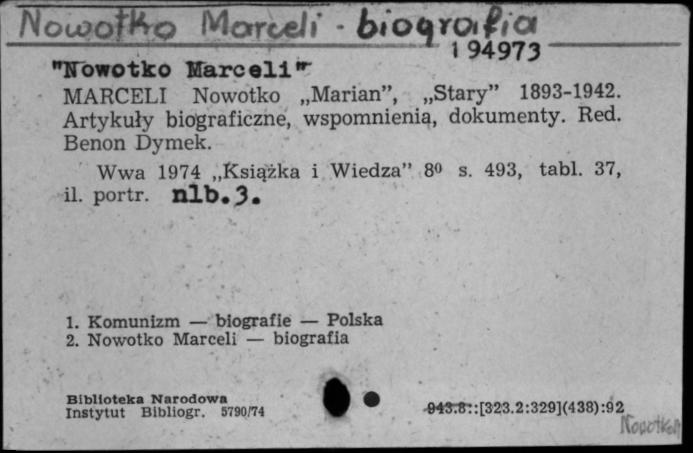 Nowotko Marceli - biografia
194973
"Nowotko Marceli"
MARCELI Nowotko „Marian”, „Stary” 1893-1942.
Artykuły biograficzne, wspomnienia, dokumenty. Red.
Benon Dymek.
Wwa 1974 „Książka i Wiedza” 8⁰ s. 493, tabl. 37,
il. portr. nlb.3.
1. Komunizm — biografie — Polska
2. Nowotko Marceli — biografia
Biblioteka Narodowa
Instytut Bibliogr. 5790/74
943.8::[323.2:329](438):92
Nowotko